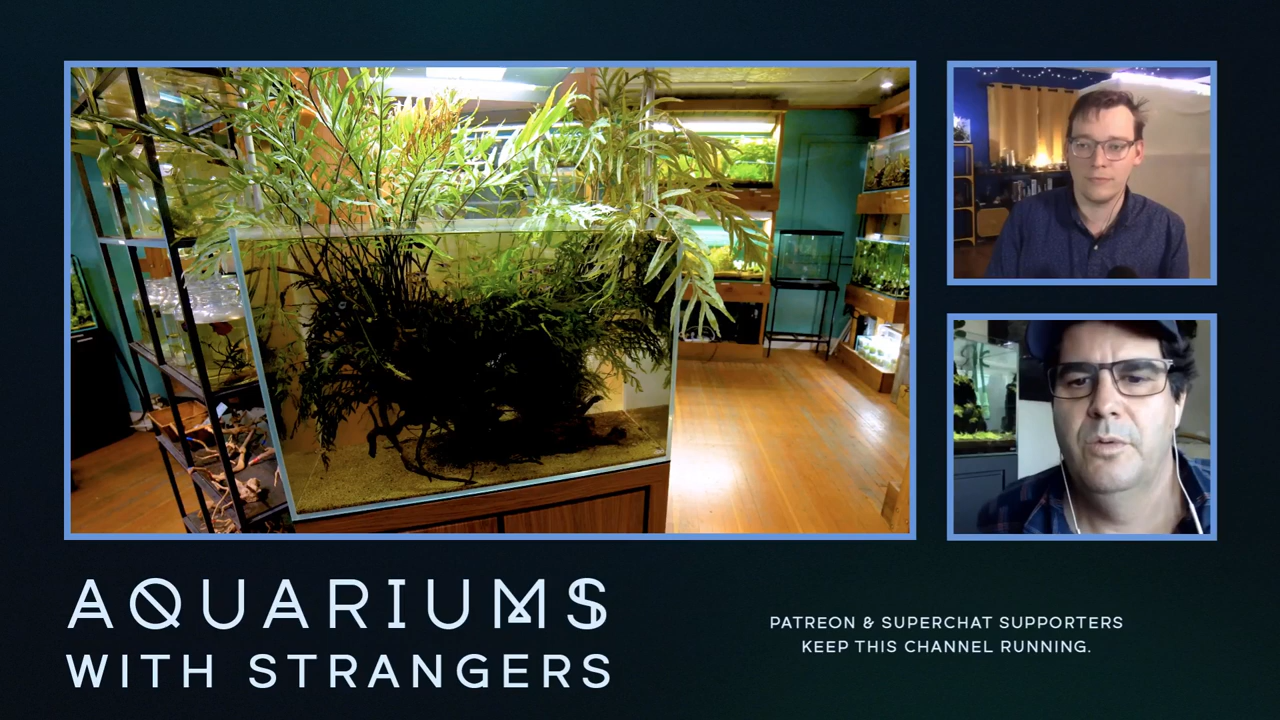 AQUARIUMS
WITH STRANGERS
PATREON & SUPERCHAT SUPPORTERS
KEEP THIS CHANNEL RUNNING.